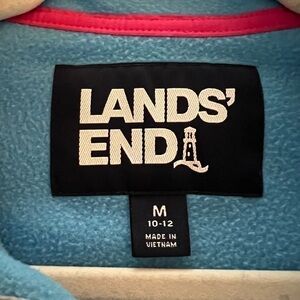 LANDS'
END
M
10-12
MADE IN
VIETNAM